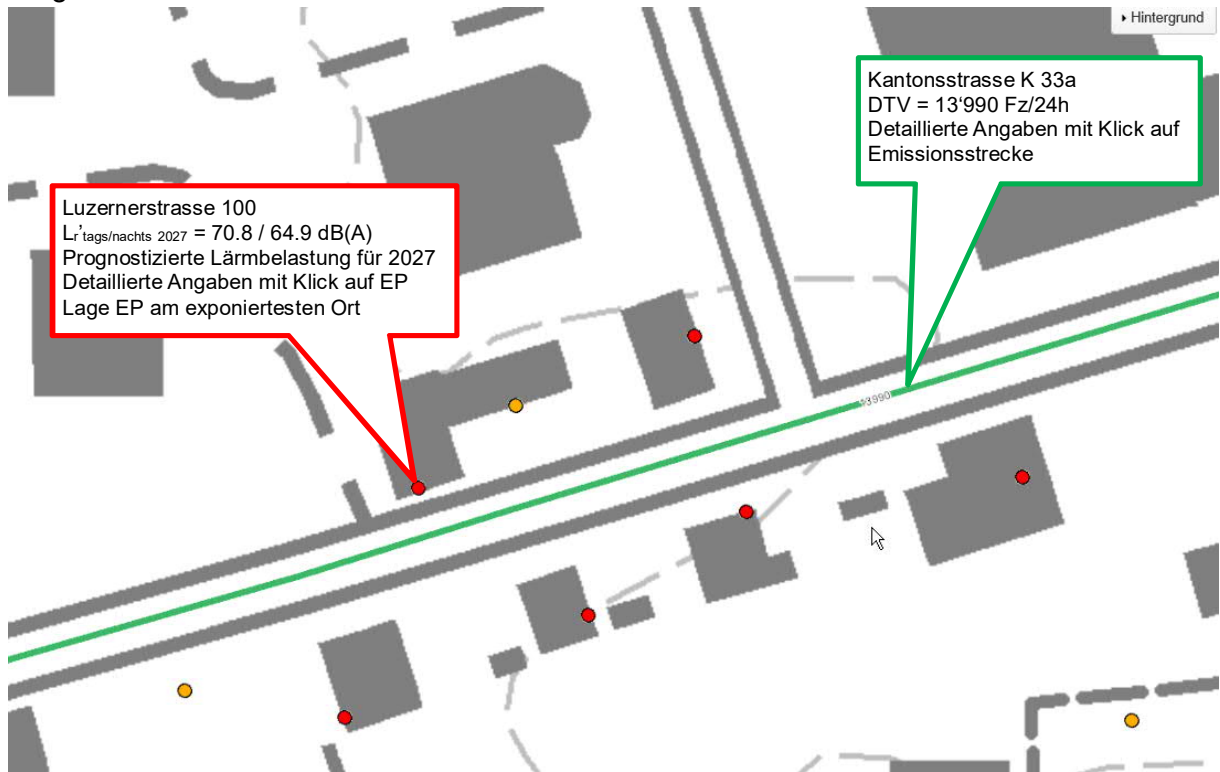 ▸ Hintergrund
Kantonsstrasse K 33a
DTV = 13‘990 Fz/24h
Detaillierte Angaben mit Klick auf
Emissionsstrecke
Luzernerstrasse 100
Lr’tags/nachts 2027 = 70.8 / 64.9 dB(A)
Prognostizierte Lärmbelastung für 2027
Detaillierte Angaben mit Klick auf EP
Lage EP am exponiertesten Ort
13990